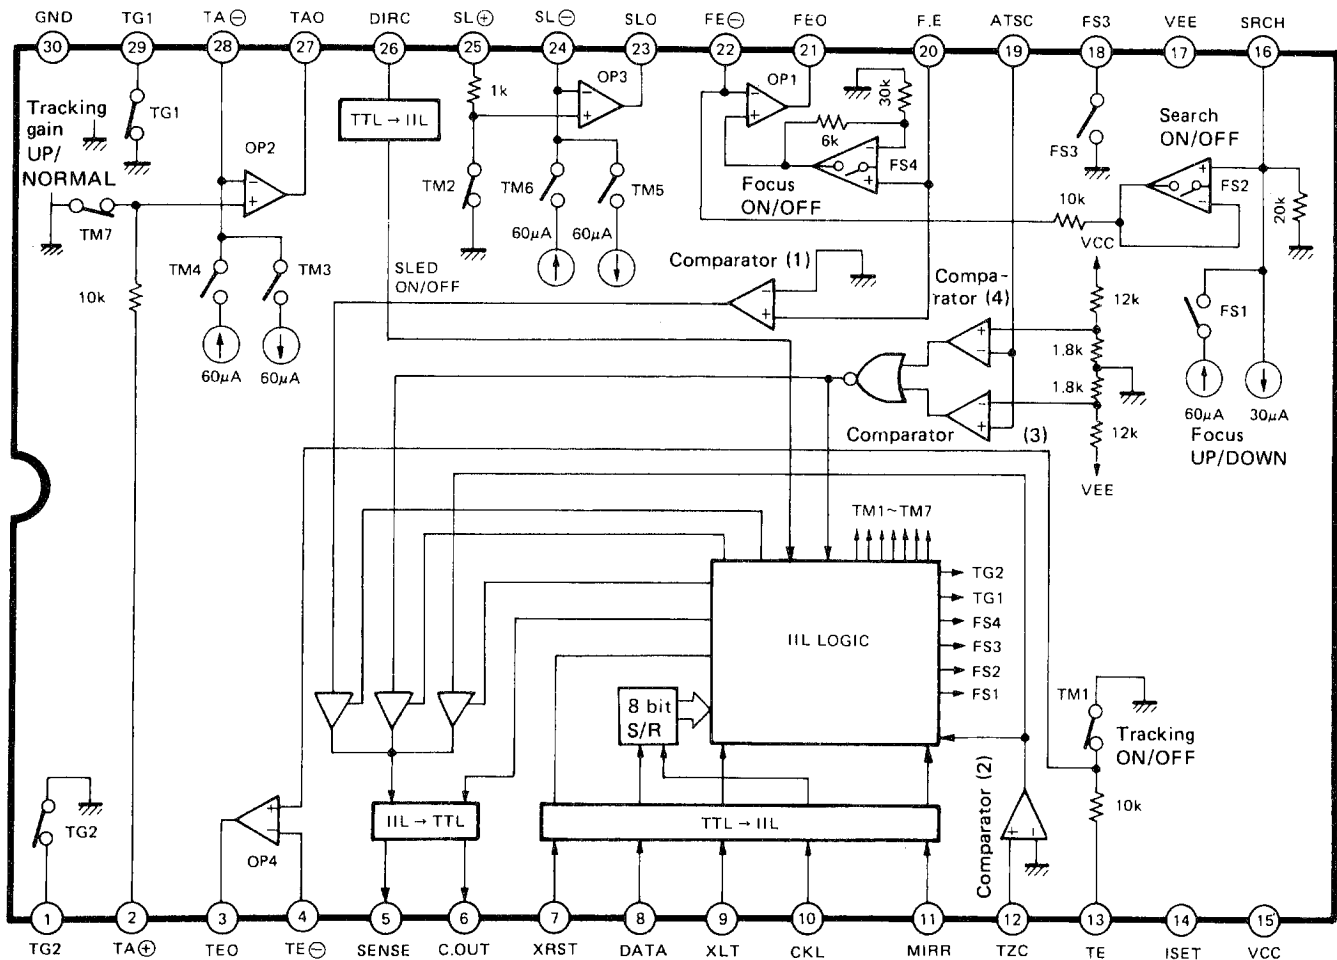 GND TG1 TA⊖ TAO DIRC SL⊕ SL⊖ SLO FE⊖ FEO F.E ATSC FS3 VEE SRCH
30 29 28 27 26 25 24 23 22 21 20 19 18 17 16
Tracking
gain
UP/
NORMAL
TG1
OP2
TM7
10k
TM4
TM3
60μA
60μA
TTL → IIL
SLED
ON/OFF
1k
TM2
OP3
TM6
TM5
60μA
60μA
OP1
30k
6k
FS4
Focus
ON/OFF
Comparator (1)
FS3
Search
ON/OFF
FS2
10k
20k
VCC
12k
1.8k
1.8k
12k
VEE
Compa-
rator (4)
Comparator (3)
FS1
60μA
30μA
Focus
UP/DOWN
TM1~TM7
TG2
TG1
FS4
FS3
FS2
FS1
IIL LOGIC
8 bit
S/R
TM1
Tracking
ON/OFF
10k
Comparator (2)
TG2
OP4
IIL → TTL
TTL → IIL
1 2 3 4 5 6 7 8 9 10 11 12 13 14 15
TG2 TA⊕ TEO TE⊖ SENSE C.OUT XRST DATA XLT CKL MIRR TZC TE ISET VCC